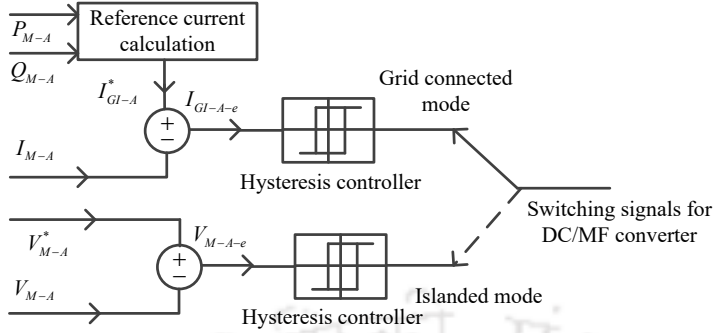 P_{M-A}
Q_{M-A}
Reference current
calculation
I^*_{GI-A}
I_{GI-A-e}
+
−
I_{M-A}
Hysteresis controller
Grid connected
mode
Switching signals for
DC/MF converter
V^*_{M-A}
V_{M-A-e}
+
−
V_{M-A}
Hysteresis controller
Islanded mode